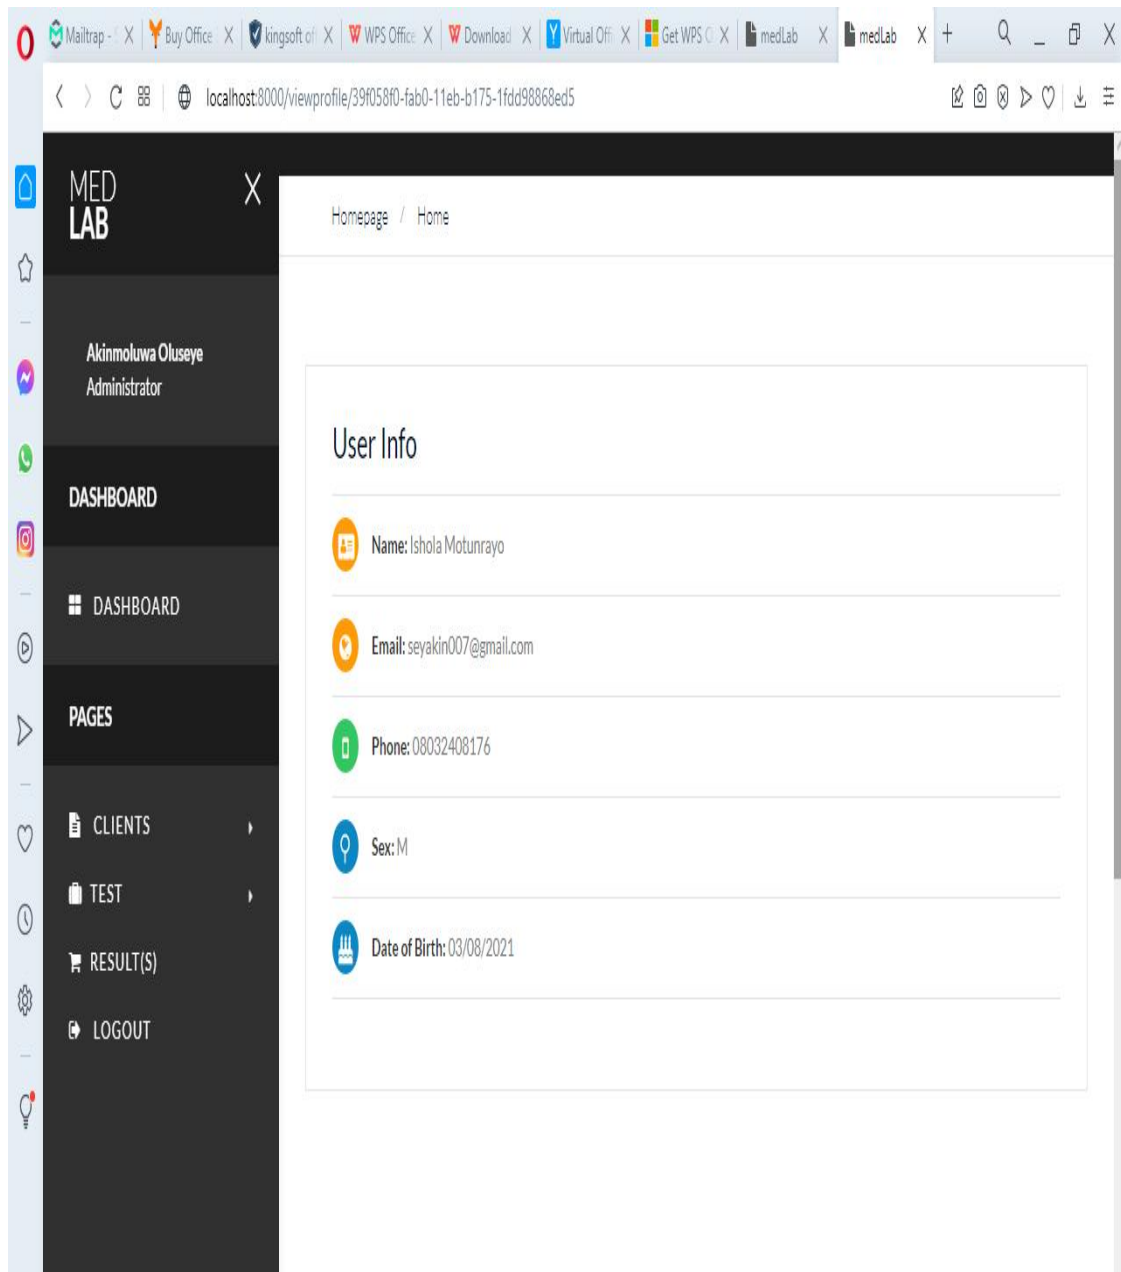 Mailtrap - S
Buy Office
kingsoft of
WPS Office
Download
Virtual Offi
Get WPS O
medLab
medLab
localhost:8000/viewprofile/39f058f0-fab0-11eb-b175-1fdd98868ed5
MED
LAB
Homepage / Home
Akinmoluwa Oluseye
Administrator
DASHBOARD
DASHBOARD
PAGES
CLIENTS
TEST
RESULT(S)
LOGOUT
User Info
Name: Ishola Motunrayo
Email: seyakin007@gmail.com
Phone: 08032408176
Sex: M
Date of Birth: 03/08/2021